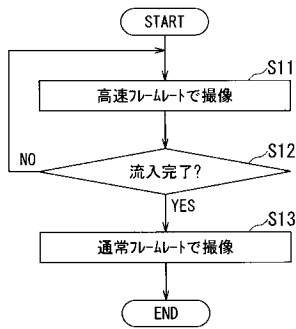 START
S11
高速フレームレートで撮像
S12
流入完了?
NO
YES
S13
通常フレームレートで撮像
END